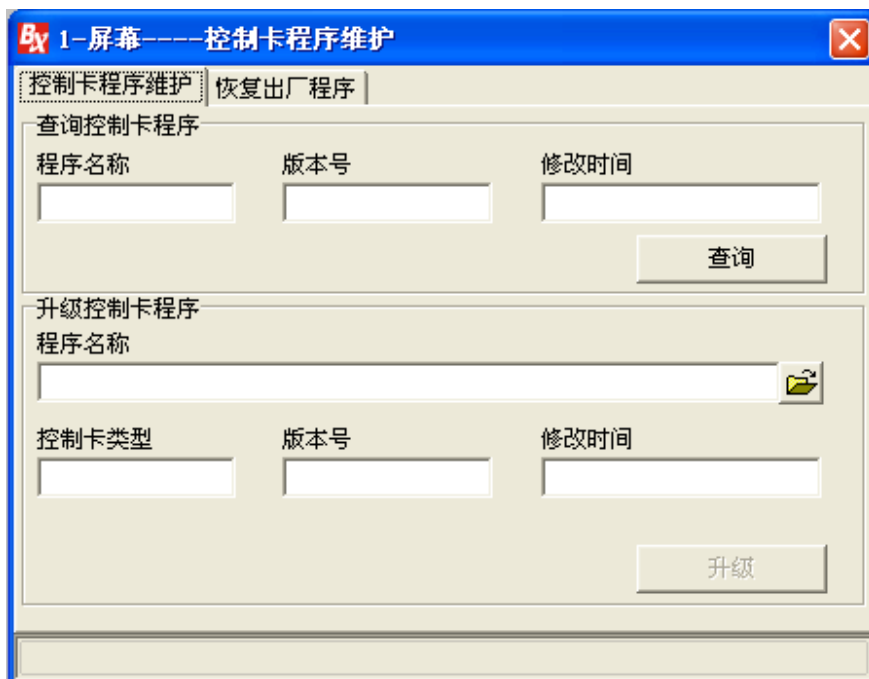 BX 1-屏幕----控制卡程序维护
控制卡程序维护 恢复出厂程序
查询控制卡程序
程序名称 版本号 修改时间
查询
升级控制卡程序
程序名称
控制卡类型 版本号 修改时间
升级